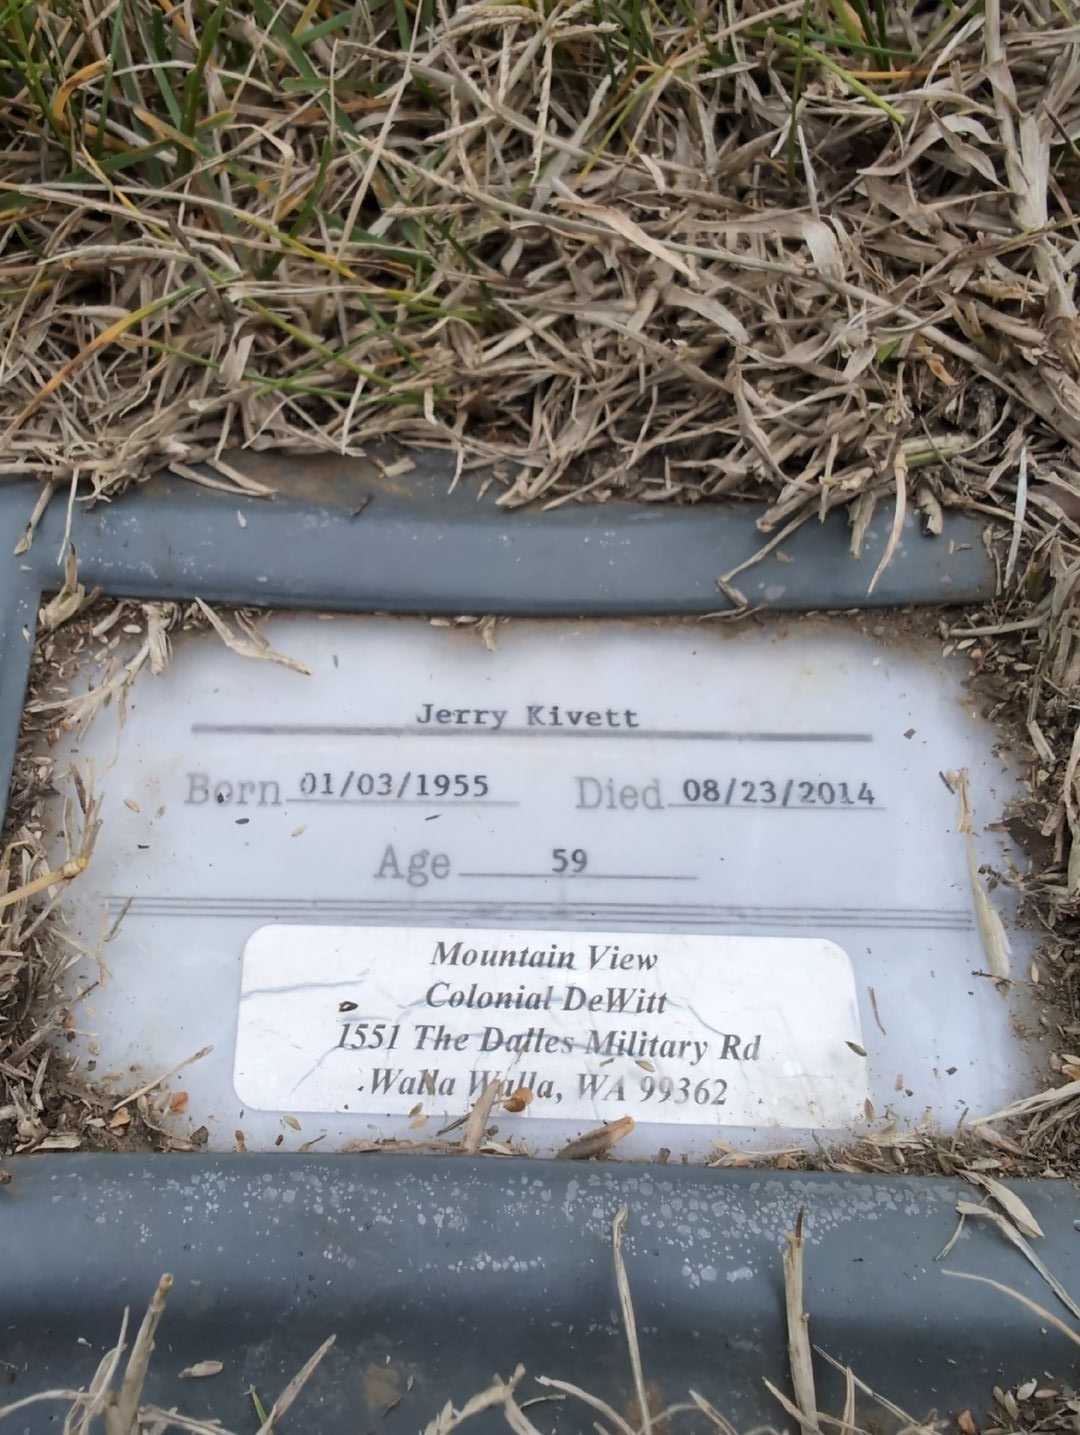 Jerry Kivett
Born 01/03/1955 Died 08/23/2014
Age 59
Mountain View
Colonial DeWitt
1551 The Dalles Military Rd
Walla Walla, WA 99362